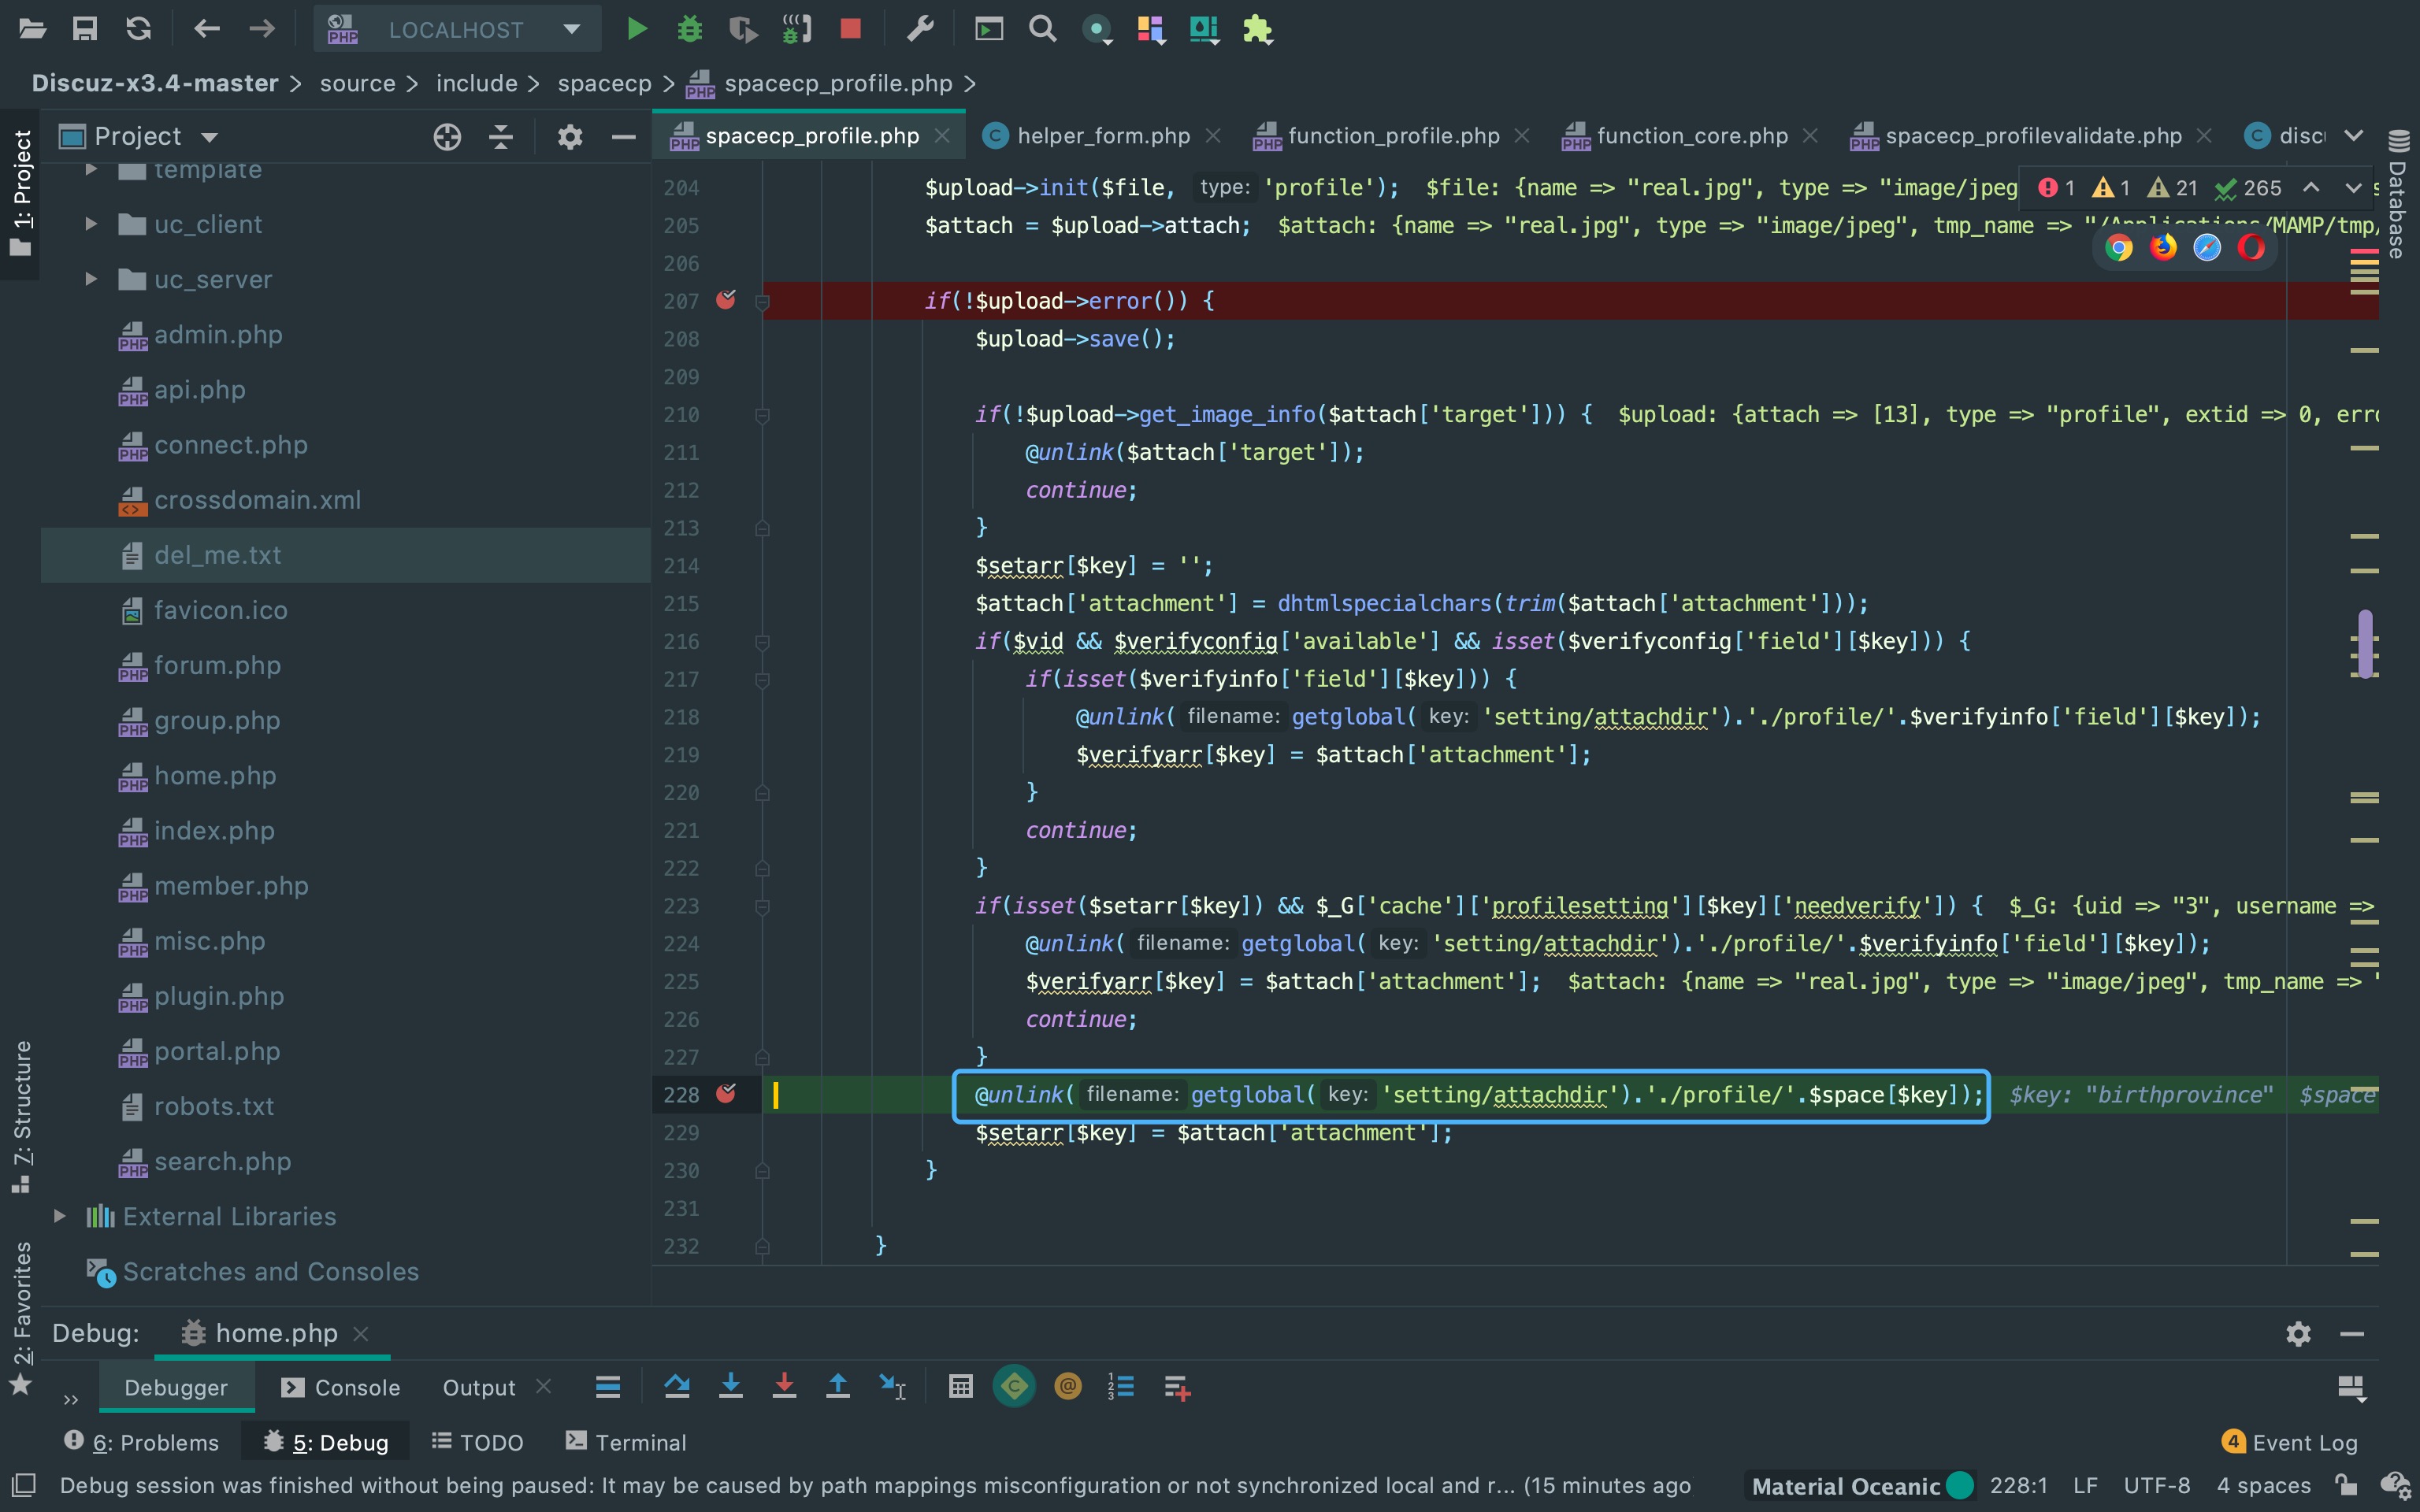 LOCALHOST
Discuz-x3.4-master > source > include > spacecp > spacecp_profile.php >
1: Project
Project
spacecp_profile.php
helper_form.php
function_profile.php
function_core.php
spacecp_profilevalidate.php
Database
template
uc_client
uc_server
admin.php
api.php
connect.php
crossdomain.xml
del_me.txt
favicon.ico
forum.php
group.php
home.php
index.php
member.php
misc.php
plugin.php
portal.php
robots.txt
search.php
External Libraries
Scratches and Consoles
7: Structure
2: Favorites
1 1 21 265
204 $upload->init($file, type: 'profile'); $file: {name => "real.jpg", type => "image/jpeg
205 $attach = $upload->attach; $attach: {name => "real.jpg", type => "image/jpeg", tmp_name => "/Applications/MAMP/tmp/
206
207 if(!$upload->error()) {
208 $upload->save();
209
210 if(!$upload->get_image_info($attach['target'])) { $upload: {attach => [13], type => "profile", extid => 0, erro
211 @unlink($attach['target']);
212 continue;
213 }
214 $setarr[$key] = '';
215 $attach['attachment'] = dhtmlspecialchars(trim($attach['attachment']));
216 if($vid && $verifyconfig['available'] && isset($verifyconfig['field'][$key])) {
217 if(isset($verifyinfo['field'][$key])) {
218 @unlink( filename: getglobal( key: 'setting/attachdir').'./profile/'.$verifyinfo['field'][$key]);
219 $verifyarr[$key] = $attach['attachment'];
220 }
221 continue;
222 }
223 if(isset($setarr[$key]) && $_G['cache']['profilesetting'][$key]['needverify']) { $_G: {uid => "3", username =>
224 @unlink( filename: getglobal( key: 'setting/attachdir').'./profile/'.$verifyinfo['field'][$key]);
225 $verifyarr[$key] = $attach['attachment']; $attach: {name => "real.jpg", type => "image/jpeg", tmp_name => "
226 continue;
227 }
228 @unlink( filename: getglobal( key: 'setting/attachdir').'./profile/'.$space[$key]); $key: "birthprovince" $space
229 $setarr[$key] = $attach['attachment'];
230 }
231
232 }
Debug: home.php
Debugger Console Output
6: Problems 5: Debug TODO Terminal 4 Event Log
Debug session was finished without being paused: It may be caused by path mappings misconfiguration or not synchronized local and r... (15 minutes ago Material Oceanic 228:1 LF UTF-8 4 spaces